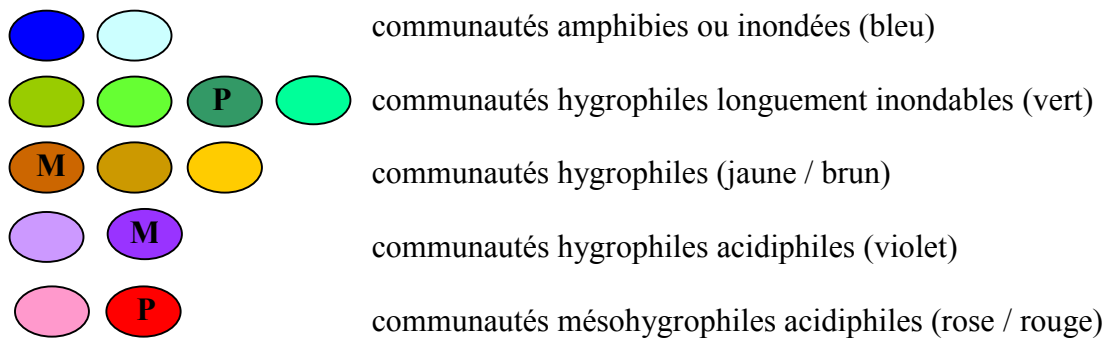 communautés amphibies ou inondées (bleu)
P communautés hygrophiles longuement inondables (vert)
M communautés hygrophiles (jaune / brun)
M communautés hygrophiles acidiphiles (violet)
P communautés mésohygrophiles acidiphiles (rose / rouge)